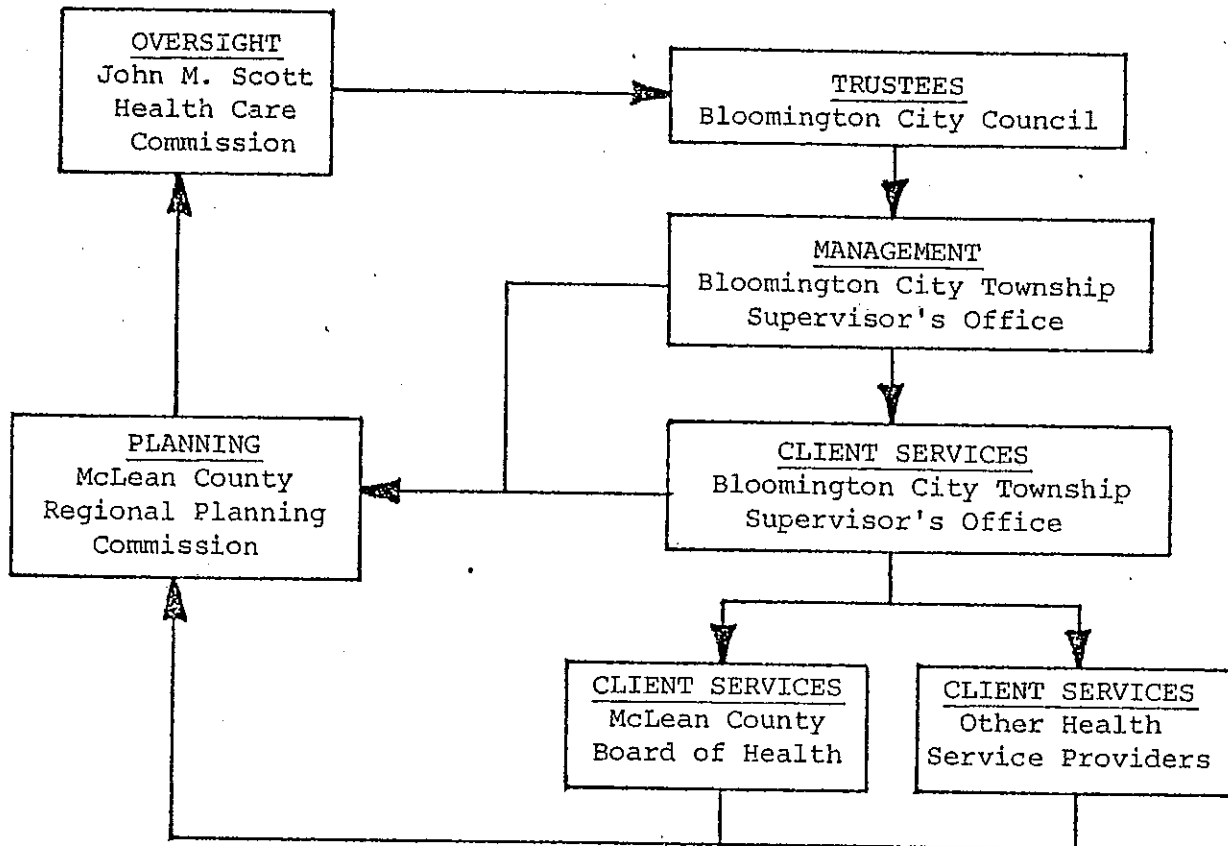 OVERSIGHT
John M. Scott
Health Care
Commission
TRUSTEES
Bloomington City Council
MANAGEMENT
Bloomington City Township
Supervisor's Office
PLANNING
McLean County
Regional Planning
Commission
CLIENT SERVICES
Bloomington City Township
Supervisor's Office
CLIENT SERVICES
McLean County
Board of Health
CLIENT SERVICES
Other Health
Service Providers